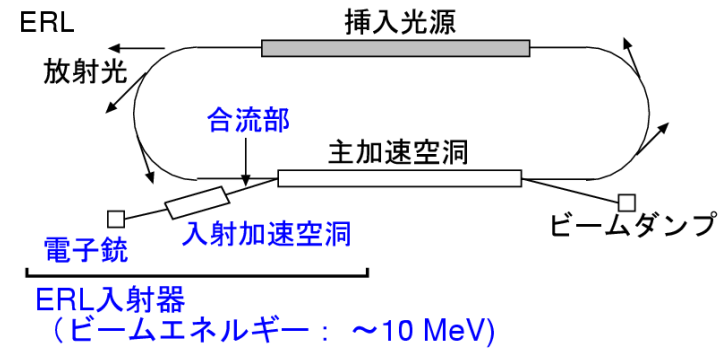 ERL
挿入光源
放射光
合流部
主加速空洞
入射加速空洞
ビームダンプ
電子銃
ERL入射器
（ビームエネルギー： ～10 MeV)